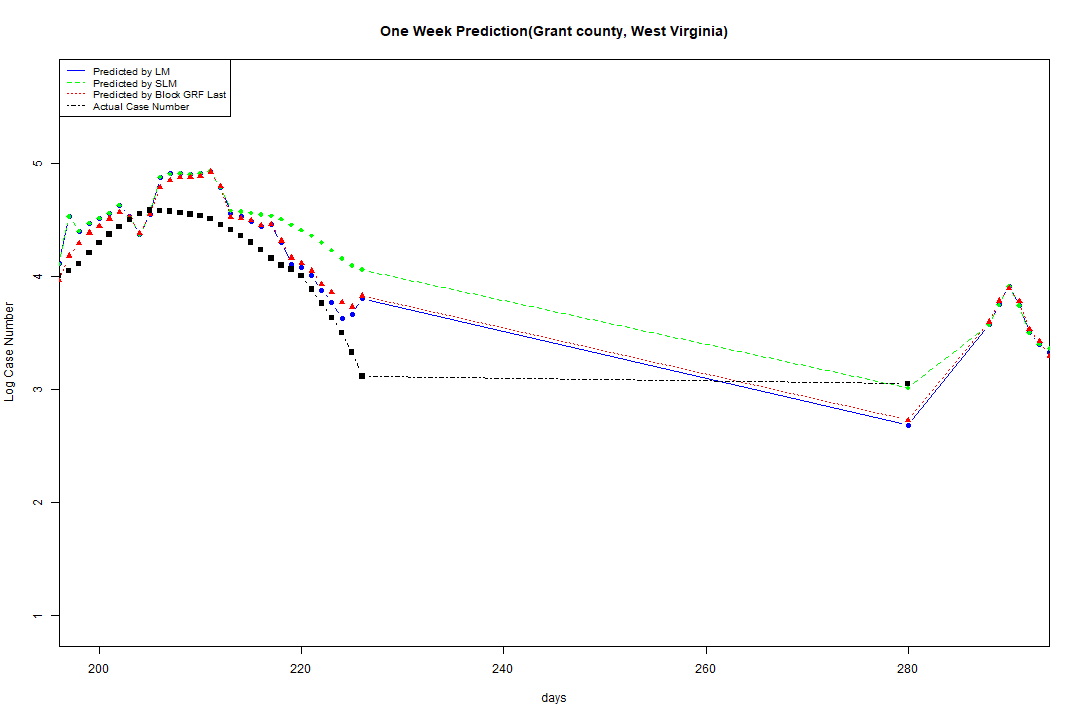 One Week Prediction(Grant county, West Virginia)
Predicted by LM
Predicted by SLM
Predicted by Block GRF Last
Actual Case Number
5
4
3
2
1
Log Case Number
200 220 240 260 280
days